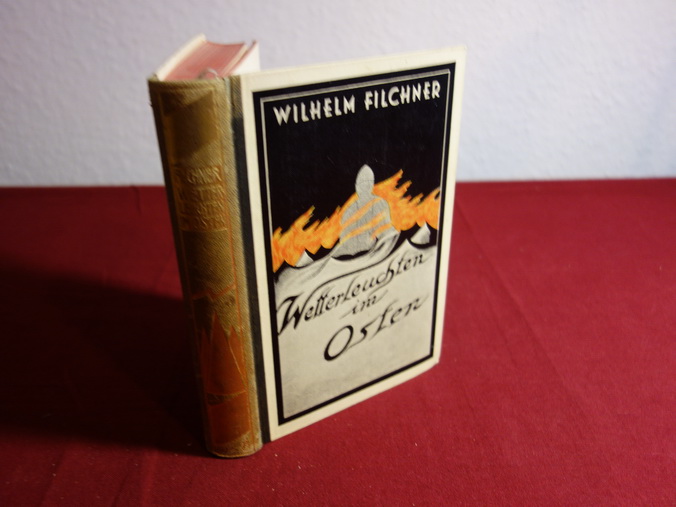 WILHELM FILCHNER
Wetterleuchten
im
Osten